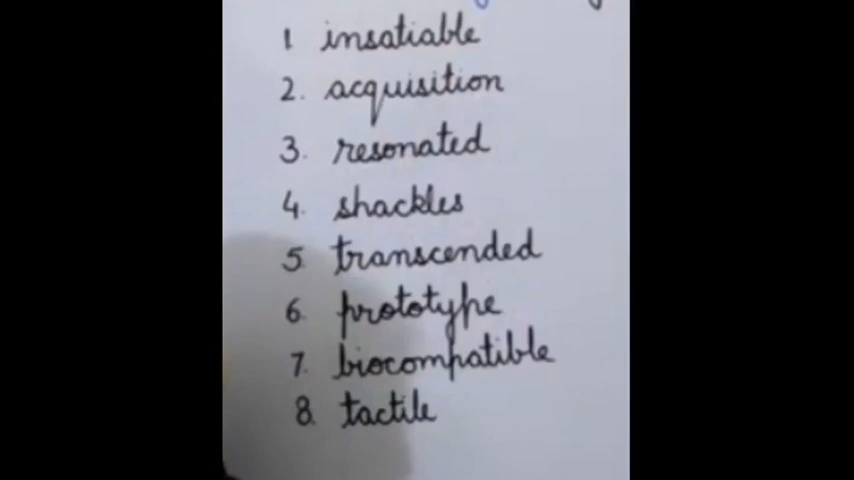 1 insatiable
2. acquisition
3. resonated
4. shackles
5. transcended
6. prototype
7. biocompatible
8. tactile